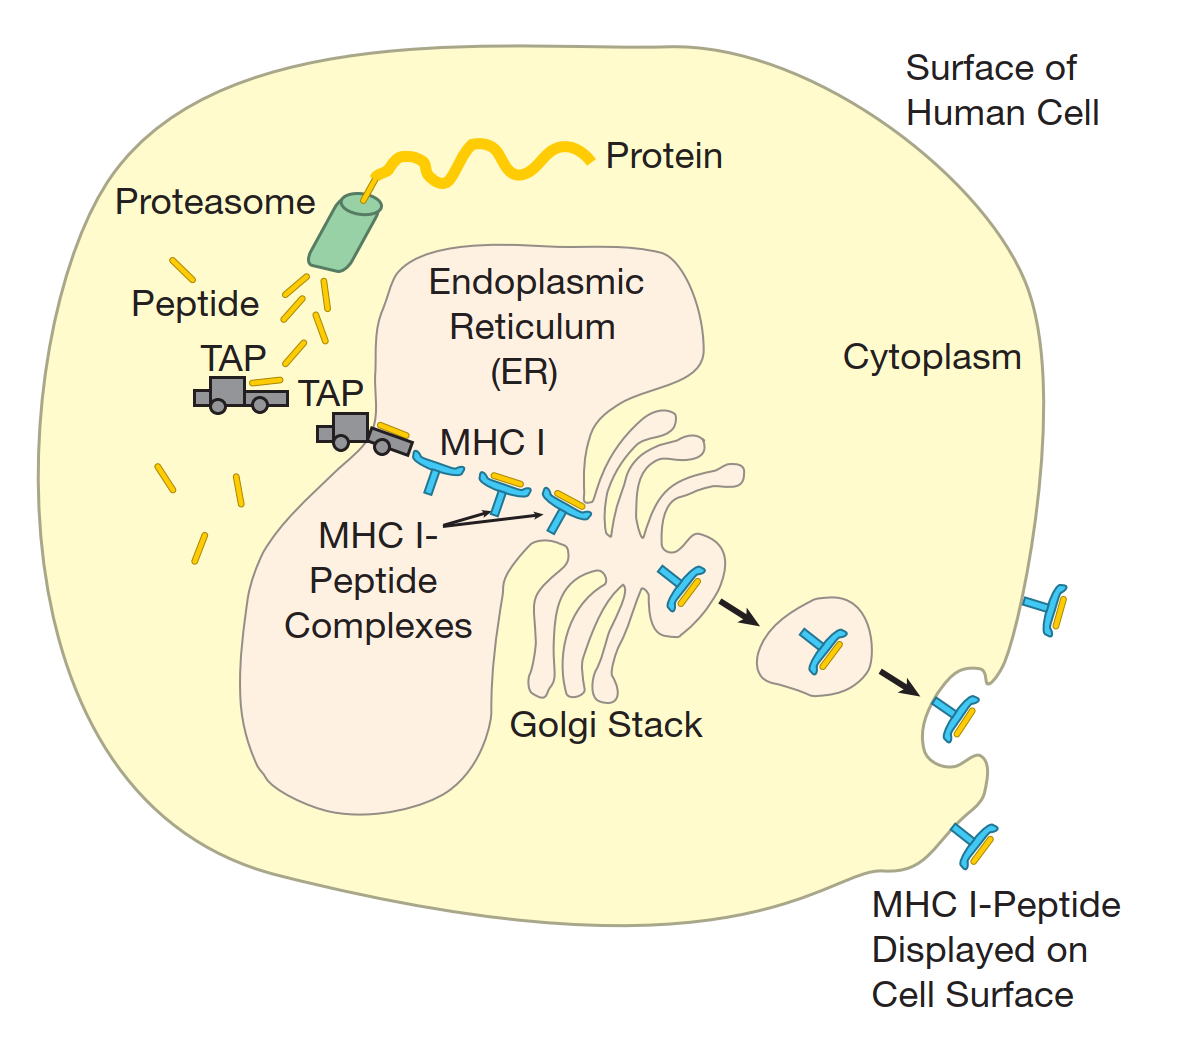 Surface of
Human Cell
Protein
Proteasome
Endoplasmic
Reticulum
(ER)
Peptide
TAP
Cytoplasm
TAP
MHC I
MHC I-
Peptide
Complexes
Golgi Stack
MHC I-Peptide
Displayed on
Cell Surface